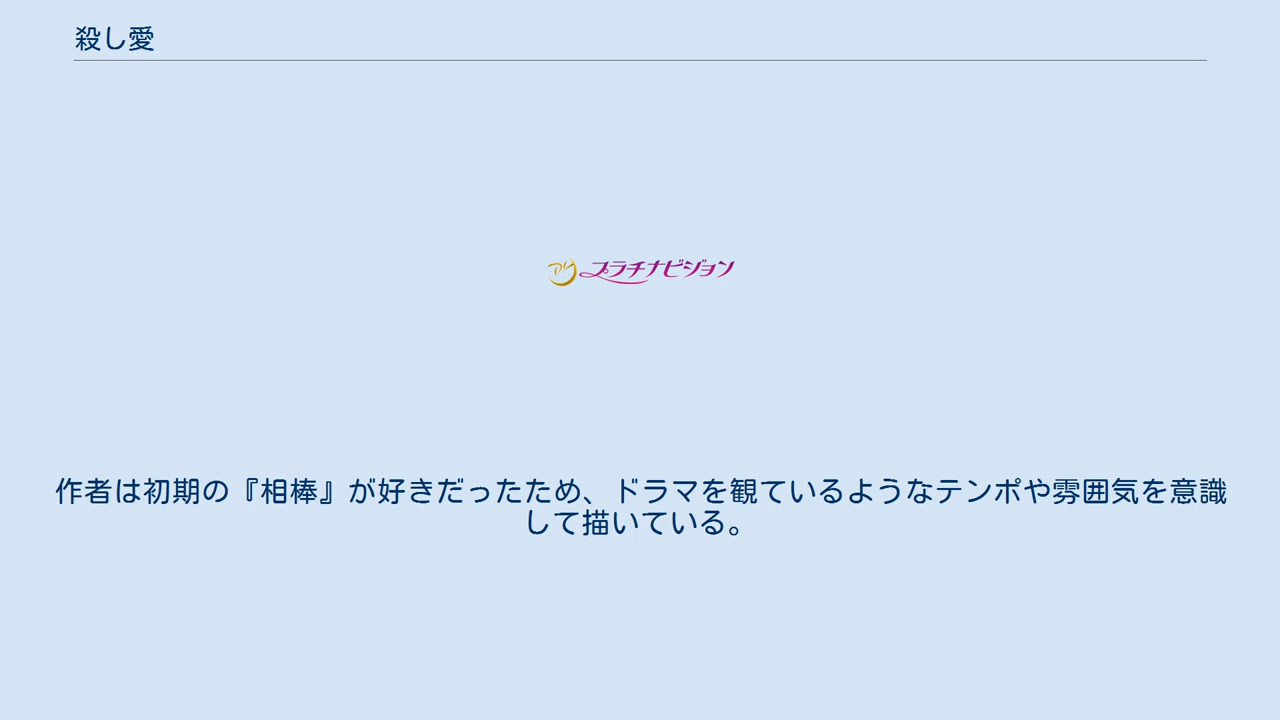 殺し愛
プラチナビジョン
作者は初期の『相棒』が好きだったため、ドラマを観ているようなテンポや雰囲気を意識
して描いている。